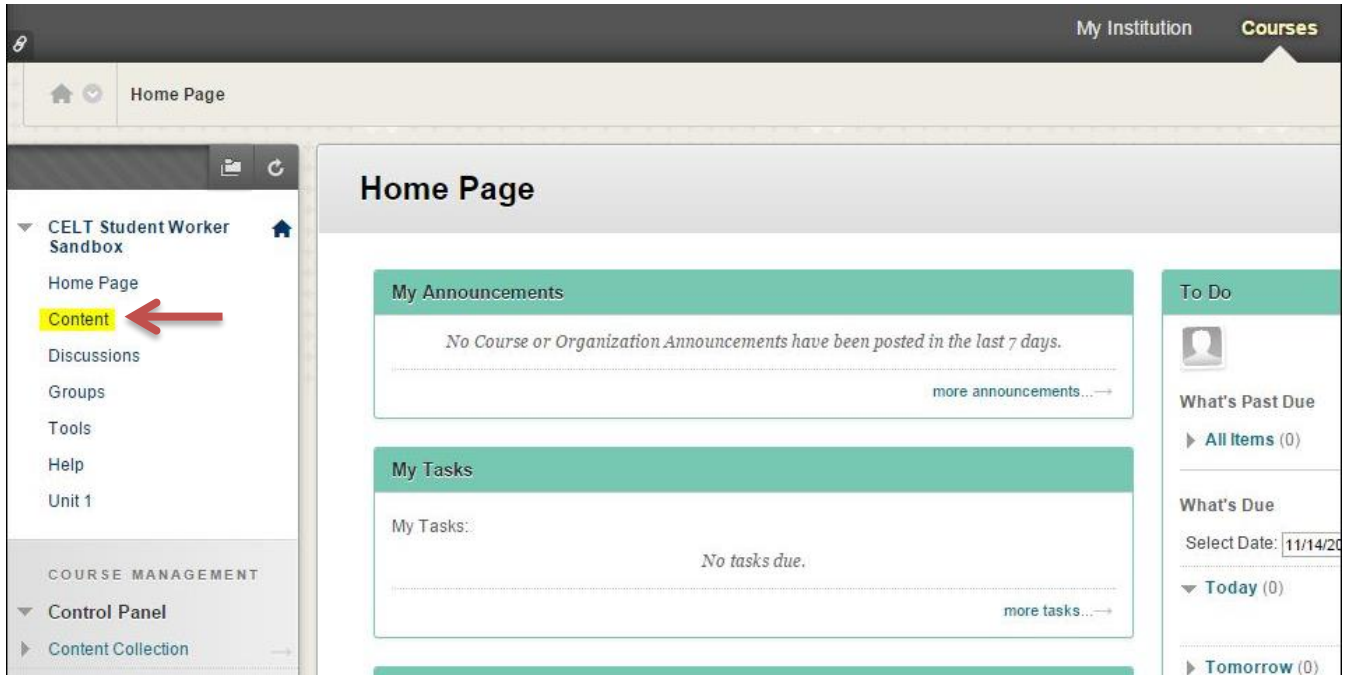 My Institution
Courses
Home Page
Home Page
CELT Student Worker
Sandbox
Home Page
Content
Discussions
Groups
Tools
Help
Unit 1
COURSE MANAGEMENT
Control Panel
Content Collection
My Announcements
No Course or Organization Announcements have been posted in the last 7 days.
more announcements...
My Tasks
My Tasks:
No tasks due.
more tasks...
To Do
What's Past Due
All Items (0)
What's Due
Select Date: 11/14/20
Today (0)
Tomorrow (0)